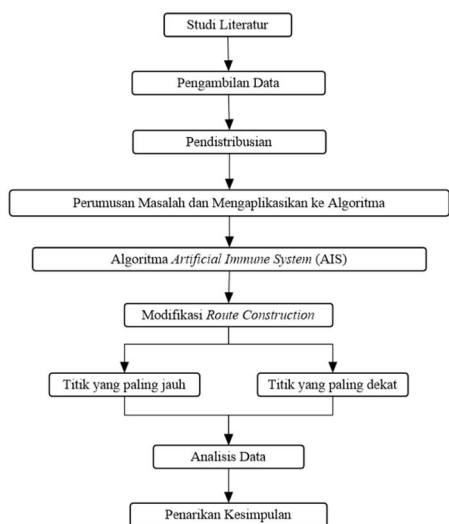 Studi Literatur
Pengambilan Data
Pendistribusian
Perumusan Masalah dan Mengaplikasikan ke Algoritma
Algoritma Artificial Immune System (AIS)
Modifikasi Route Construction
Titik yang paling jauh
Titik yang paling dekat
Analisis Data
Penarikan Kesimpulan